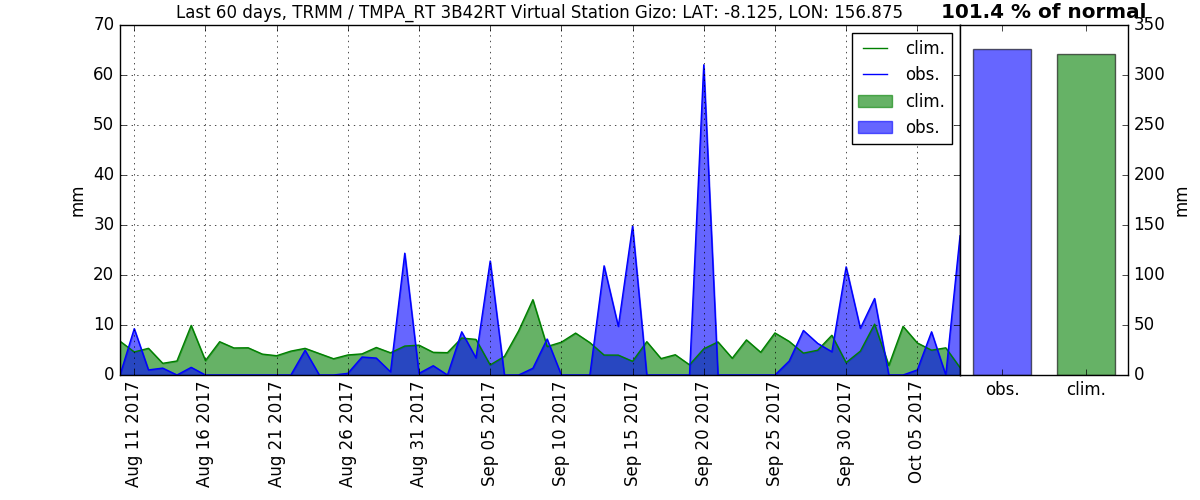 Last 60 days, TRMM / TMPA_RT 3B42RT Virtual Station Gizo: LAT: -8.125, LON: 156.875
101.4 % of normal
70
60
50
40
30
20
10
0
mm
clim.
obs.
clim.
obs.
350
300
250
200
150
100
50
0
mm
Aug 11 2017
Aug 16 2017
Aug 21 2017
Aug 26 2017
Aug 31 2017
Sep 05 2017
Sep 10 2017
Sep 15 2017
Sep 20 2017
Sep 25 2017
Sep 30 2017
Oct 05 2017
obs.
clim.